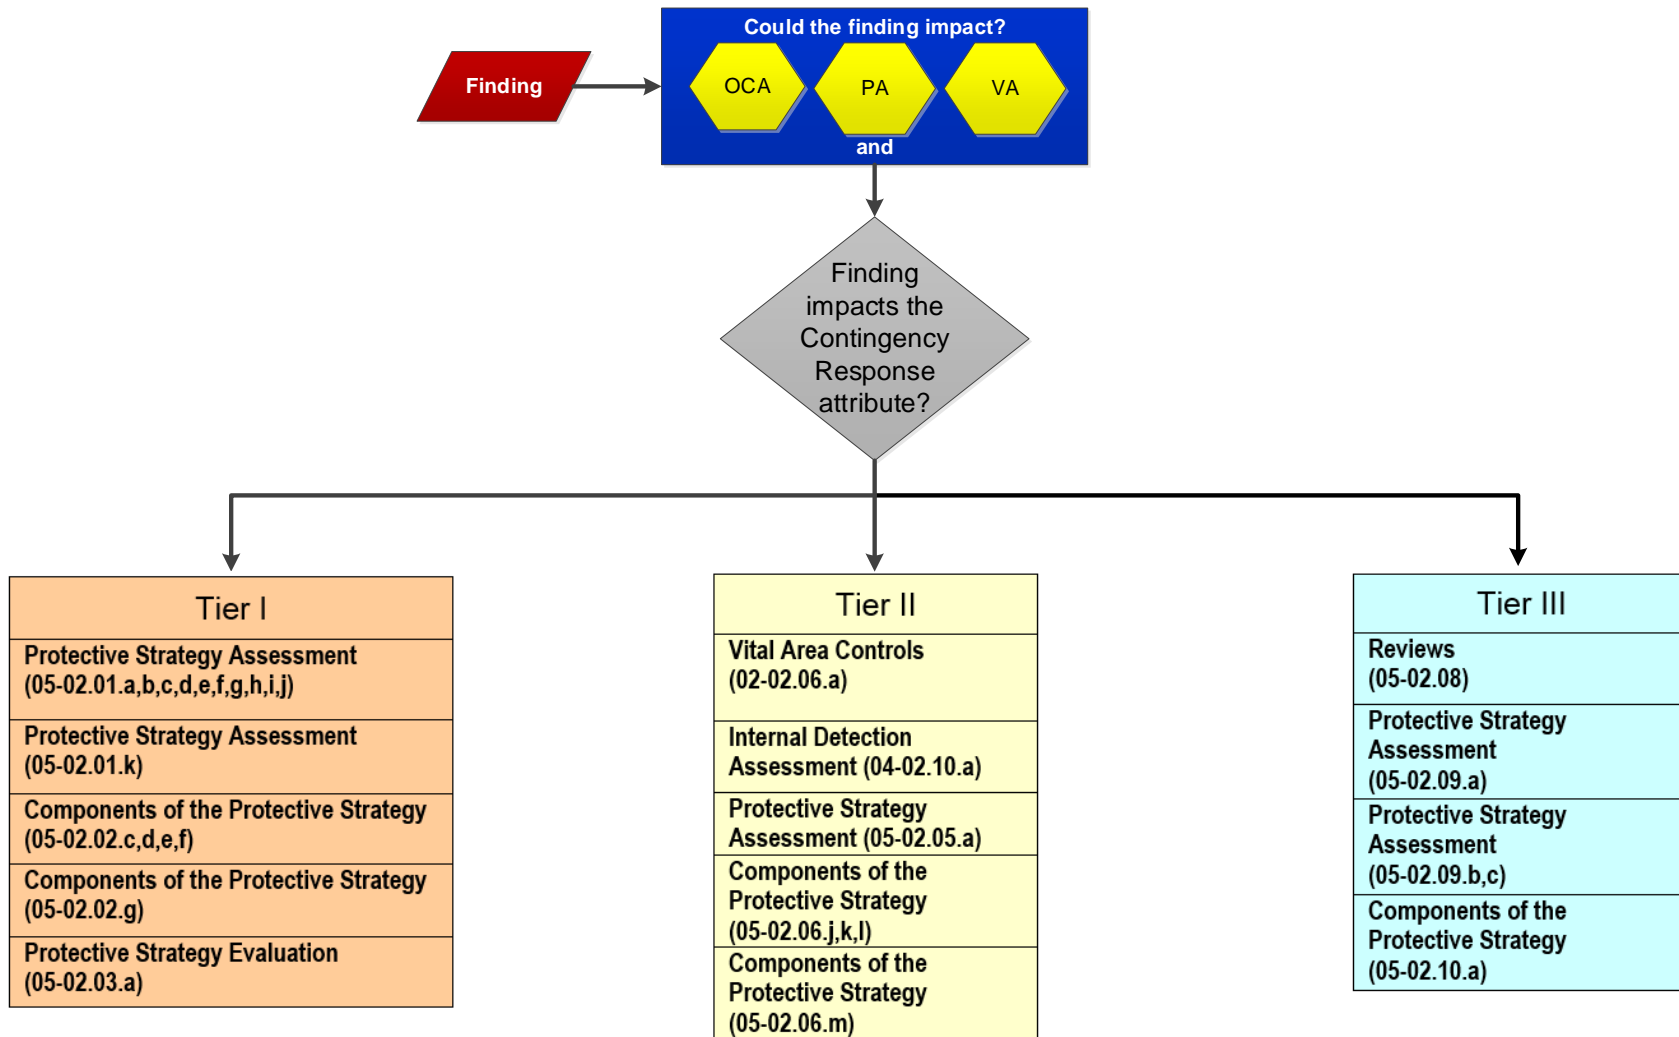 Could the finding impact?
Finding
OCA
PA
VA
and
Finding
impacts the
Contingency
Response
attribute?
Tier I
Protective Strategy Assessment
(05-02.01.a,b,c,d,e,f,g,h,i,j)
Protective Strategy Assessment
(05-02.01.k)
Components of the Protective Strategy
(05-02.02.c,d,e,f)
Components of the Protective Strategy
(05-02.02.g)
Protective Strategy Evaluation
(05-02.03.a)
Tier II
Vital Area Controls
(02-02.06.a)
Internal Detection
Assessment (04-02.10.a)
Protective Strategy
Assessment (05-02.05.a)
Components of the
Protective Strategy
(05-02.06.j,k,l)
Components of the
Protective Strategy
(05-02.06.m)
Tier III
Reviews
(05-02.08)
Protective Strategy
Assessment
(05-02.09.a)
Protective Strategy
Assessment
(05-02.09.b,c)
Components of the
Protective Strategy
(05-02.10.a)